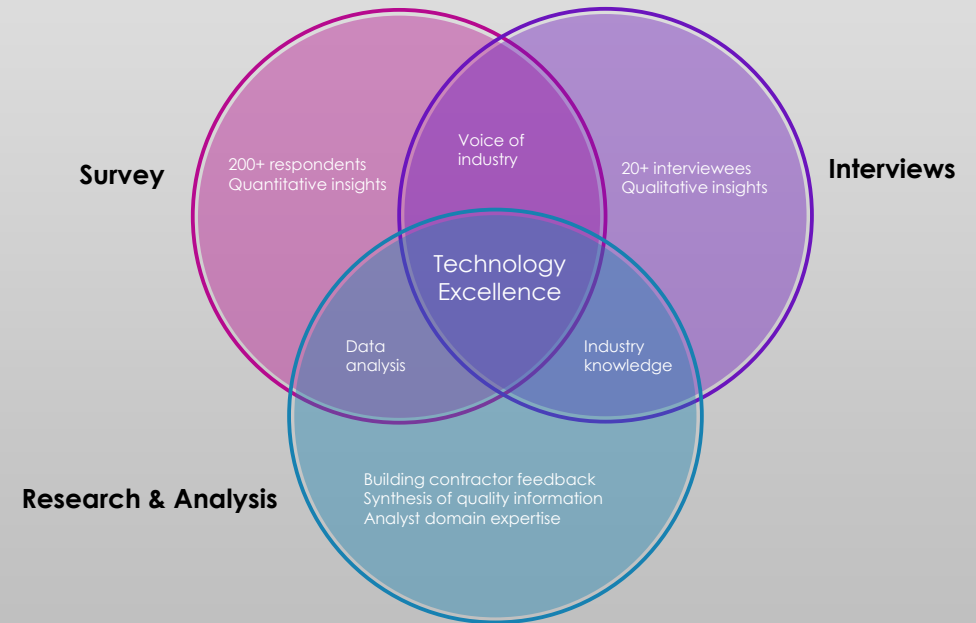 Survey
200+ respondents
Quantitative insights
Voice of
industry
20+ interviewees
Qualitative insights
Interviews
Technology
Excellence
Data
analysis
Industry
knowledge
Research & Analysis
Building contractor feedback
Synthesis of quality information
Analyst domain expertise